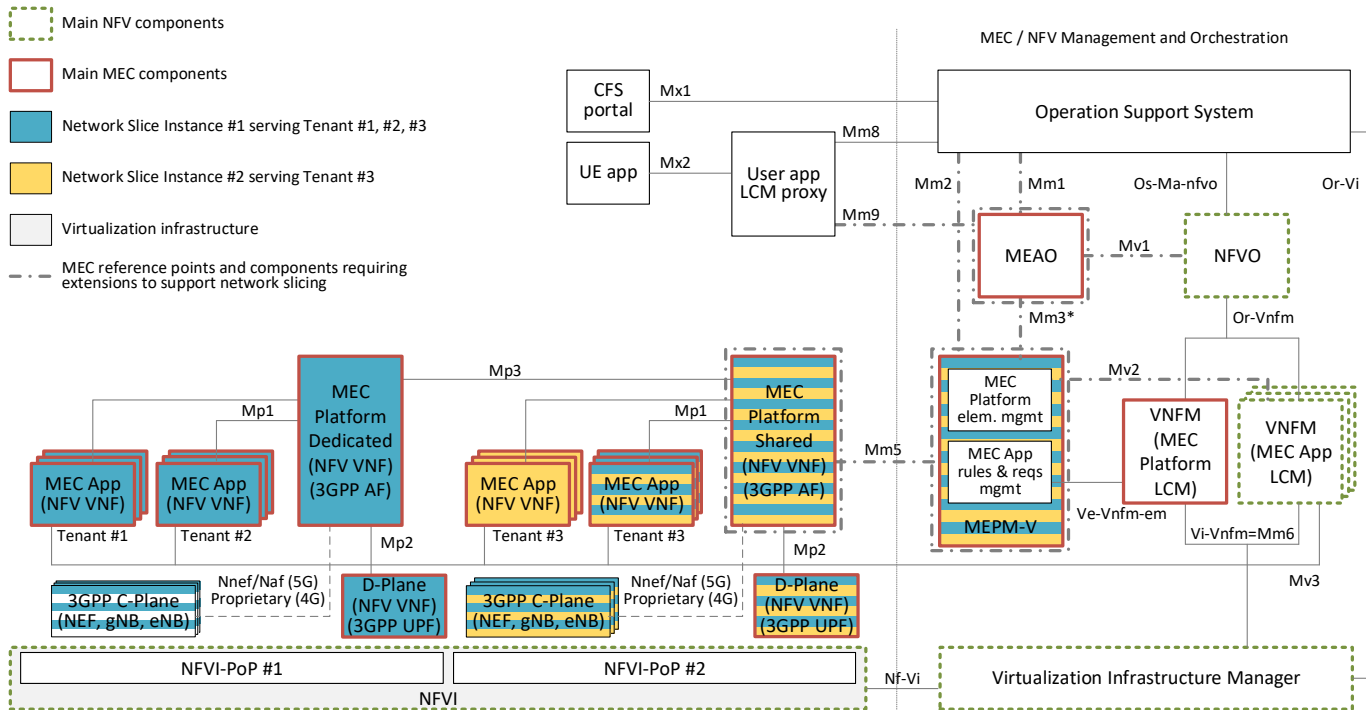 Main NFV components
Main MEC components
Network Slice Instance #1 serving Tenant #1, #2, #3
Network Slice Instance #2 serving Tenant #3
Virtualization infrastructure
MEC reference points and components requiring
extensions to support network slicing
MEC / NFV Management and Orchestration
CFS
portal
Mx1
Operation Support System
UE app
Mx2
User app
LCM proxy
Mm8
Mm9
Mm2
Mm1
Os-Ma-nfvo
Or-Vi
MEAO
Mv1
NFVO
Mm3*
Or-Vnfm
MEC
Platform
Dedicated
(NFV VNF)
(3GPP AF)
Mp3
Mp1
MEC
Platform
Shared
(NFV VNF)
(3GPP AF)
Mp1
Mm5
MEC
Platform
elem. mgmt
MEC App
rules & reqs
mgmt
MEPM-V
Mv2
VNFM
(MEC
Platform
LCM)
VNFM
(MEC App
LCM)
Ve-Vnfm-em
Vi-Vnfm=Mm6
Mv3
MEC App
(NFV VNF)
Tenant #1
MEC App
(NFV VNF)
Tenant #2
MEC App
(NFV VNF)
Tenant #3
MEC App
(NFV VNF)
Tenant #3
Mp2
Mp2
3GPP C-Plane
(NEF, gNB, eNB)
Nnef/Naf (5G)
Proprietary (4G)
D-Plane
(NFV VNF)
(3GPP UPF)
3GPP C-Plane
(NEF, gNB, eNB)
Nnef/Naf (5G)
Proprietary (4G)
D-Plane
(NFV VNF)
(3GPP UPF)
NFVI-PoP #1
NFVI-PoP #2
NFVI
Nf-Vi
Virtualization Infrastructure Manager